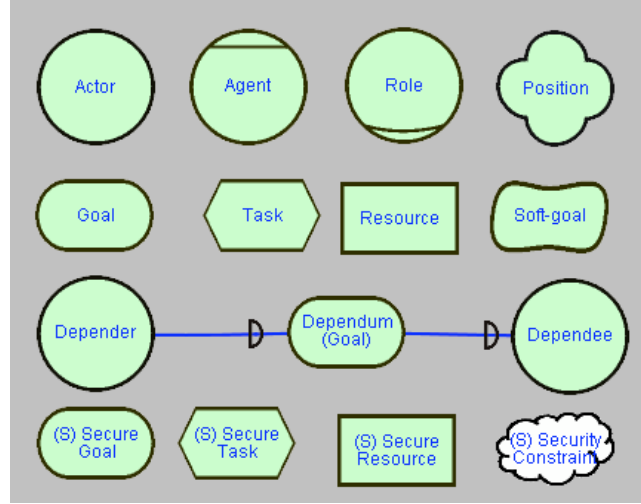 Actor
Agent
Role
Position
Goal
Task
Resource
Soft-goal
Depender
Dependum
(Goal)
Dependee
(S) Secure
Goal
(S) Secure
Task
(S) Secure
Resource
(S) Security
Constraint